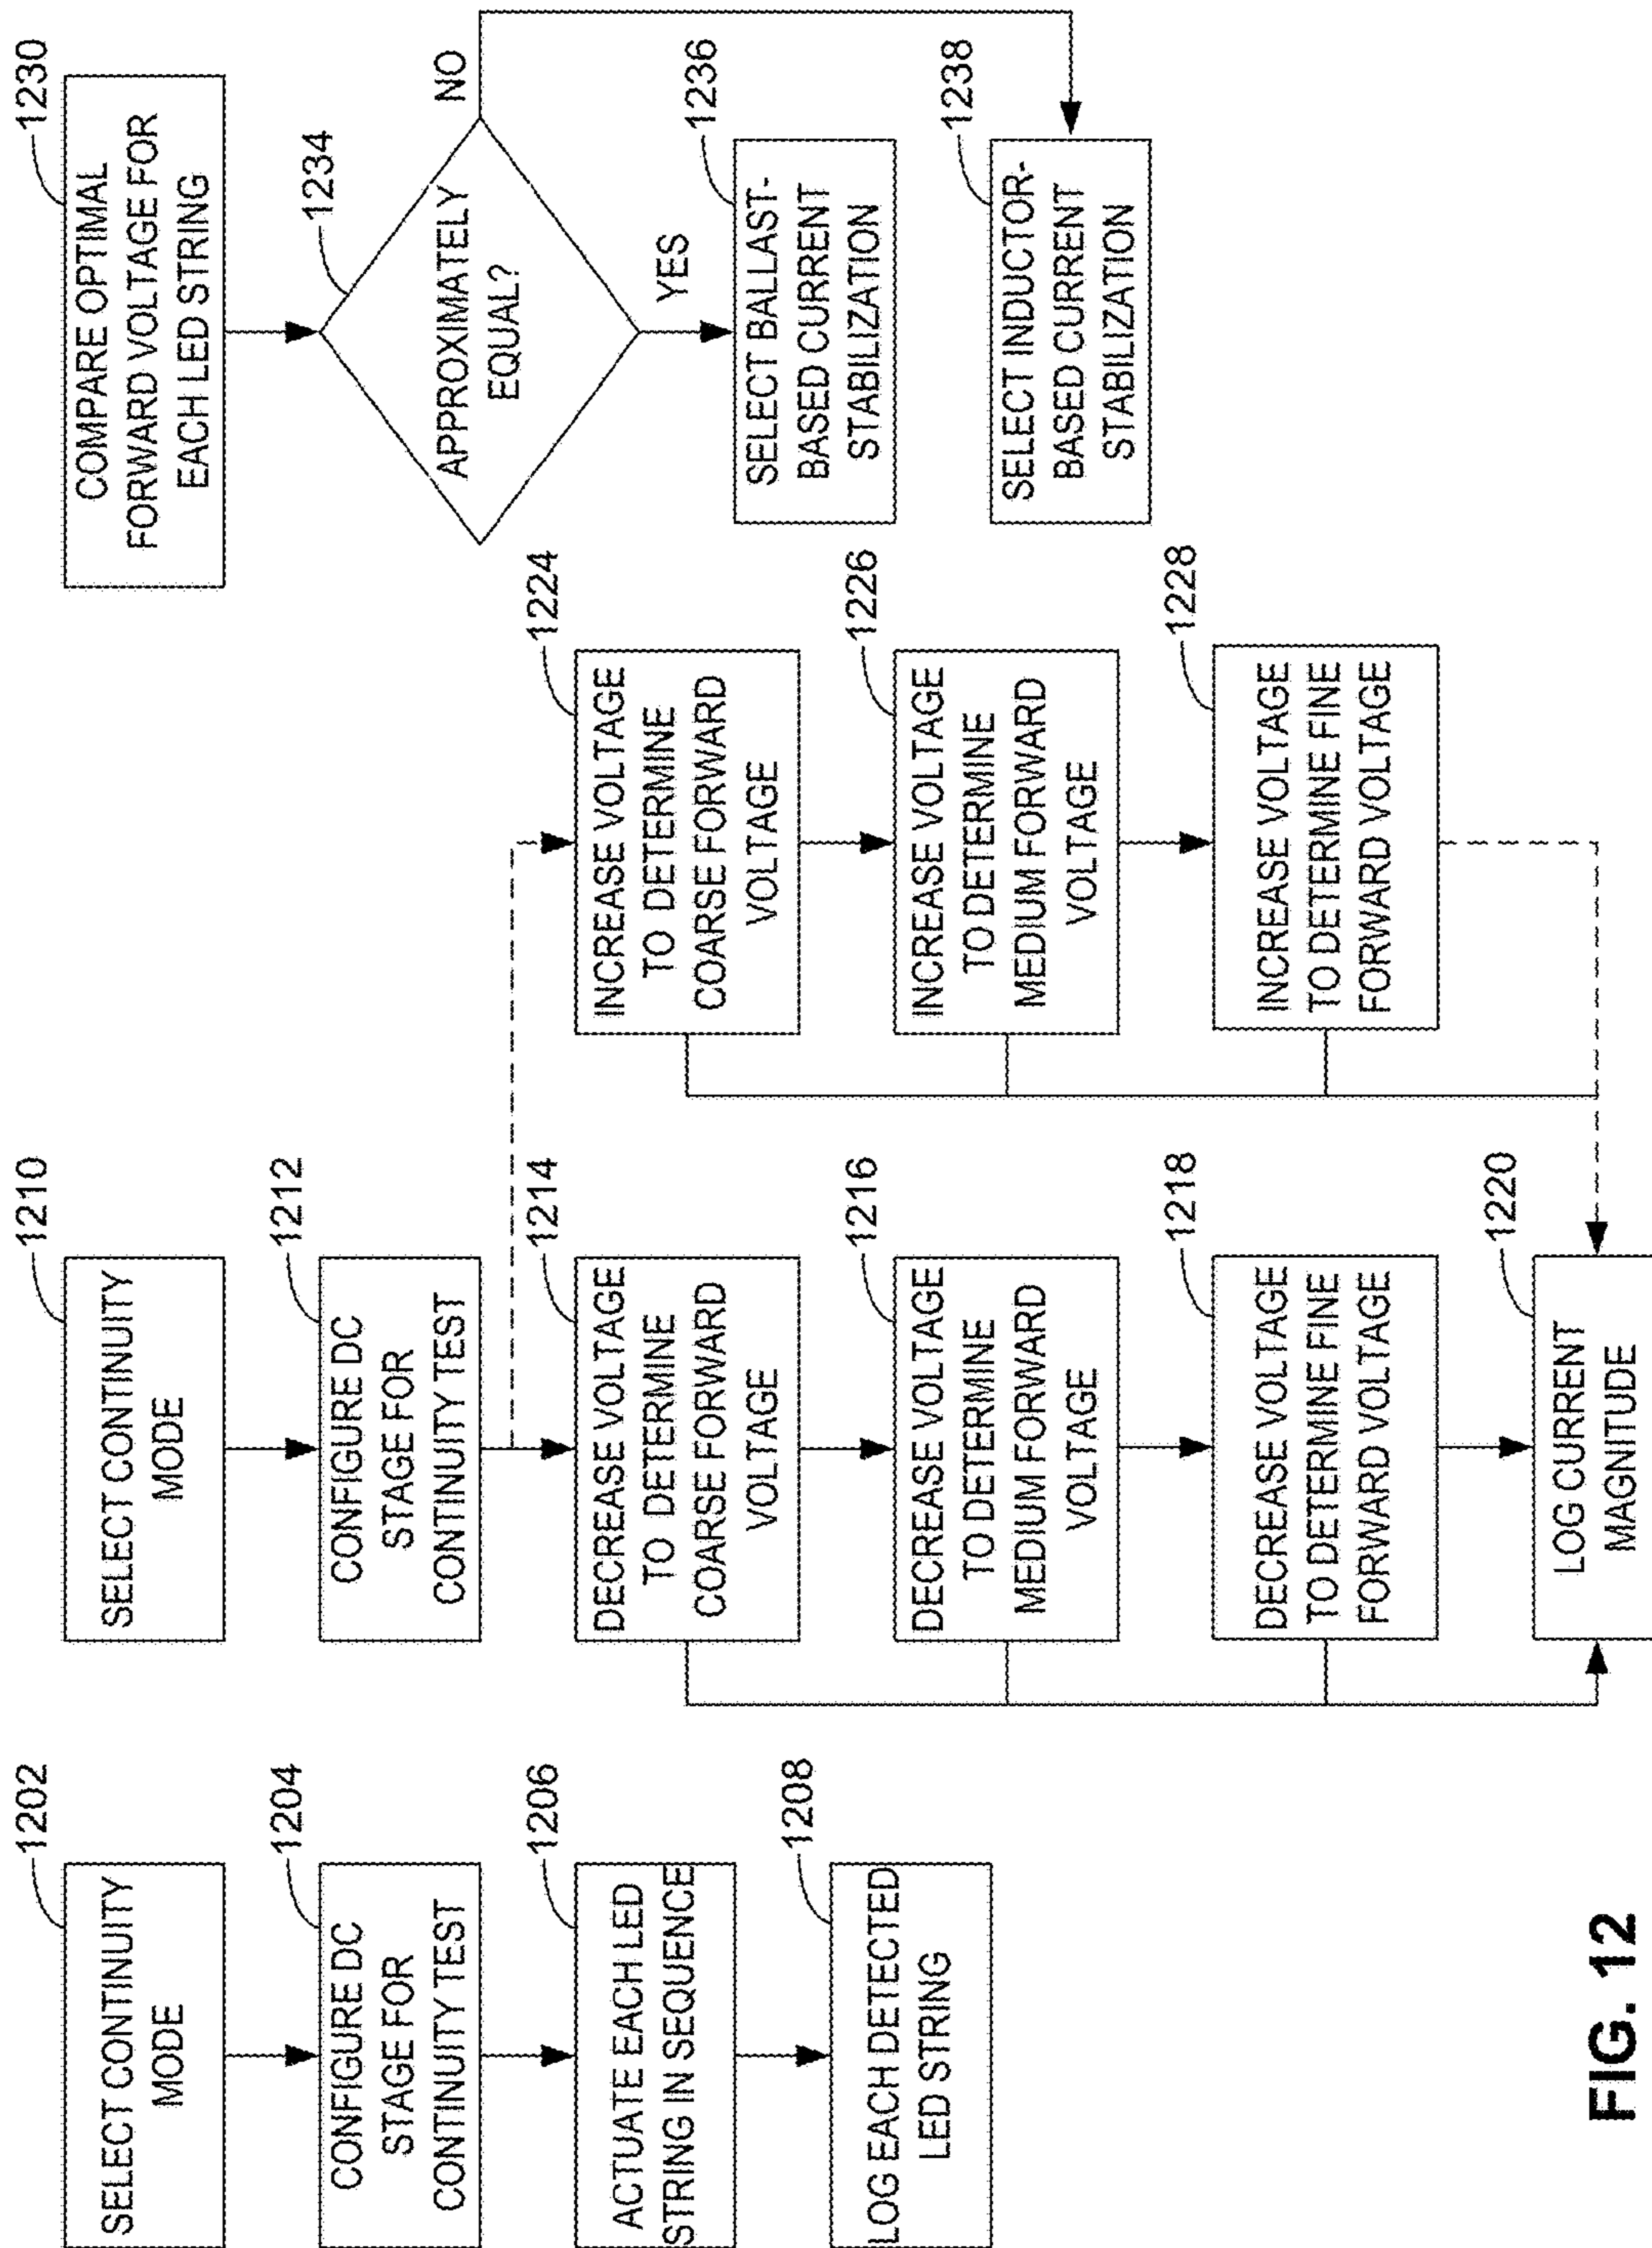 1202
SELECT CONTINUITY
MODE
1204
CONFIGURE DC
STAGE FOR
CONTINUITY TEST
1206
ACTUATE EACH LED
STRING IN SEQUENCE
1208
LOG EACH DETECTED
LED STRING
1210
SELECT CONTINUITY
MODE
1212
CONFIGURE DC
STAGE FOR
CONTINUITY TEST
1214
DECREASE VOLTAGE
TO DETERMINE
COARSE FORWARD
VOLTAGE
1216
DECREASE VOLTAGE
TO DETERMINE
MEDIUM FORWARD
VOLTAGE
1218
DECREASE VOLTAGE
TO DETERMINE FINE
FORWARD VOLTAGE
1220
LOG CURRENT
MAGNITUDE
1224
INCREASE VOLTAGE
TO DETERMINE
COARSE FORWARD
VOLTAGE
1226
INCREASE VOLTAGE
TO DETERMINE
MEDIUM FORWARD
VOLTAGE
1228
INCREASE VOLTAGE
TO DETERMINE FINE
FORWARD VOLTAGE
1230
COMPARE OPTIMAL
FORWARD VOLTAGE FOR
EACH LED STRING
1234
APPROXIMATELY
EQUAL?
NO
YES
1236
SELECT BALLAST-
BASED CURRENT
STABILIZATION
1238
SELECT INDUCTOR-
BASED CURRENT
STABILIZATION
FIG. 12